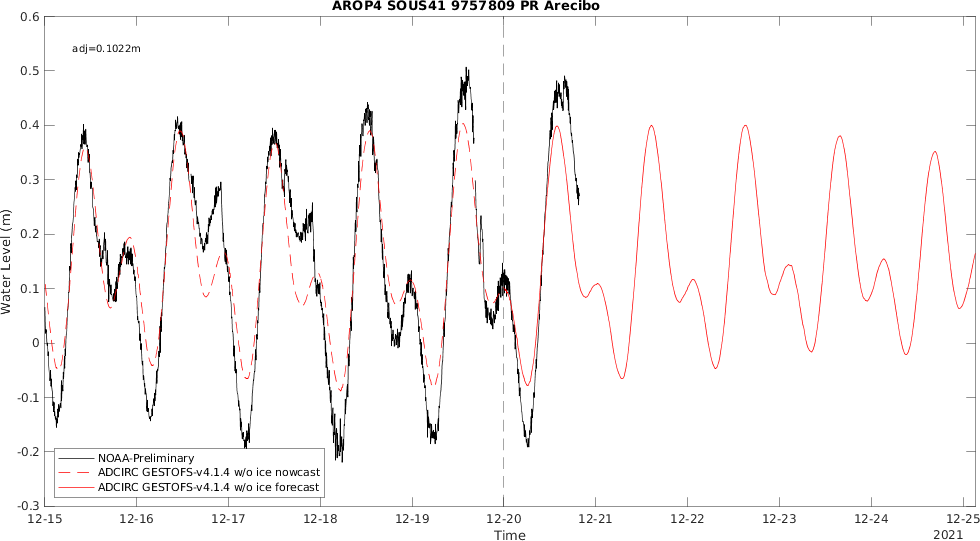 AROP4 SOUS41 9757809 PR Arecibo
adj=0.1022m
0.6
0.5
0.4
0.3
0.2
0.1
0
-0.1
-0.2
-0.3
Water Level (m)
NOAA-Preliminary
ADCIRC GESTOFS-v4.1.4 w/o ice nowcast
ADCIRC GESTOFS-v4.1.4 w/o ice forecast
12-15 12-16 12-17 12-18 12-19 12-20 12-21 12-22 12-23 12-24 12-25
Time
2021